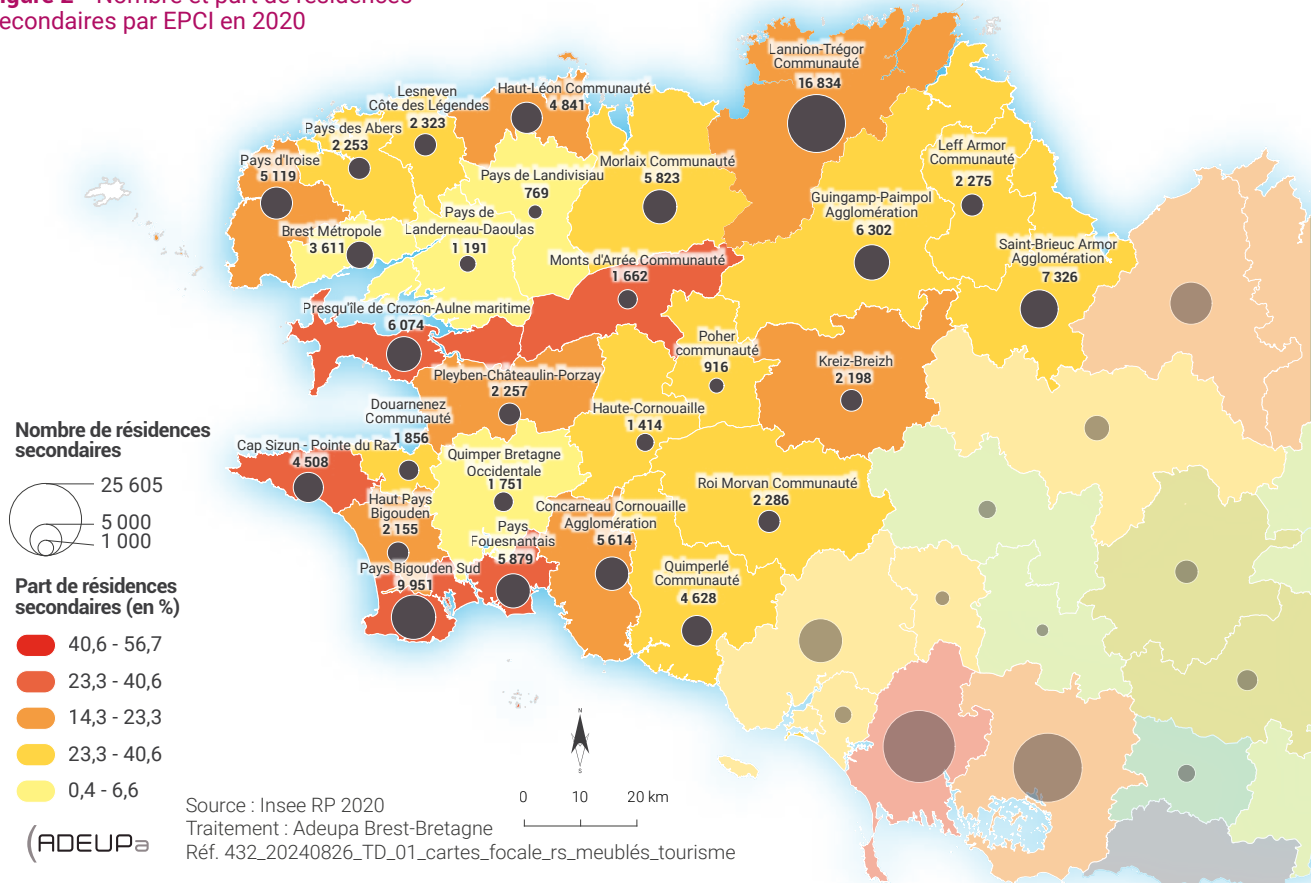 Figure 2 - Nombre et part de résidences
secondaires par EPCI en 2020
Lannion-Trégor
Communauté
16 834
Lesneven
Côte des Légendes
2 323
Haut-Léon Communauté
4 841
Pays des Abers
2 253
Pays d'Iroise
5 119
Pays de Landivisiau
769
Morlaix Communauté
5 823
Leff Armor
Communauté
2 275
Guingamp-Paimpol
Agglomération
6 302
Brest Métropole
3 611
Pays de
Landerneau-Daoulas
1 191
Saint-Brieuc Armor
Agglomération
7 326
Monts d'Arrée Communauté
1 662
Presqu'île de Crozon-Aulne maritime
6 074
Poher
communauté
916
Kreiz-Breizh
2 198
Pleyben-Châteaulin-Porzay
2 257
Douarnenez
Communauté
1 856
Haute-Cornouaille
1 414
Cap Sizun - Pointe du Raz
4 508
Quimper Bretagne
Occidentale
1 751
Roi Morvan Communauté
2 286
Haut Pays
Bigouden
2 155
Concarneau Cornouaille
Agglomération
5 614
Pays
Fouesnantais
5 879
Pays Bigouden Sud
9 951
Quimperlé
Communauté
4 628
Nombre de résidences
secondaires
25 605
5 000
1 000
Part de résidences
secondaires (en %)
40,6 - 56,7
23,3 - 40,6
14,3 - 23,3
23,3 - 40,6
0,4 - 6,6
N
S
0 10 20 km
ADEUPa
Source : Insee RP 2020
Traitement : Adeupa Brest-Bretagne
Réf. 432_20240826_TD_01_cartes_focale_rs_meublés_tourisme